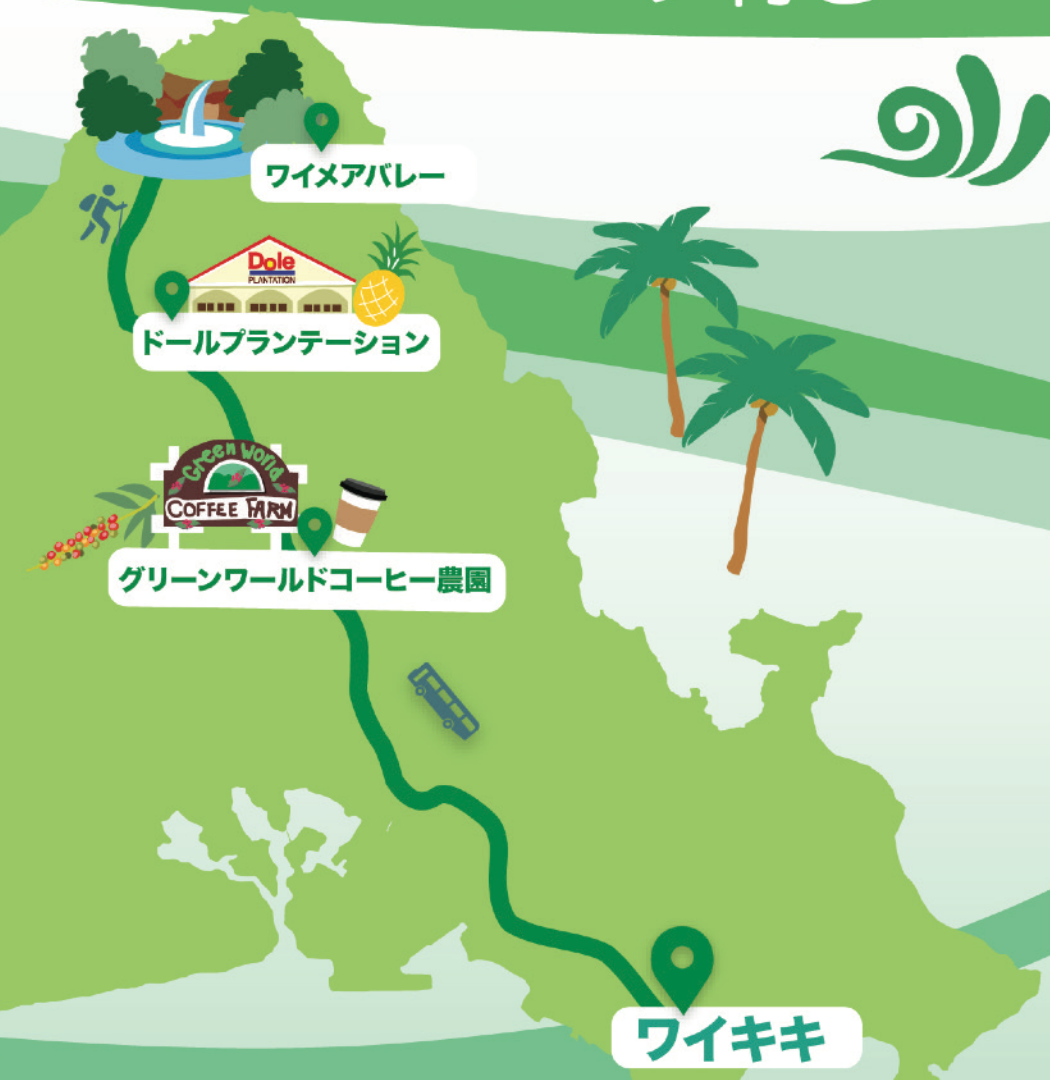 ワイメアバレー
Dole
PLANTATION
ドールプランテーション
Green World
COFFEE FARM
グリーンワールドコーヒー農園
ワイキキ